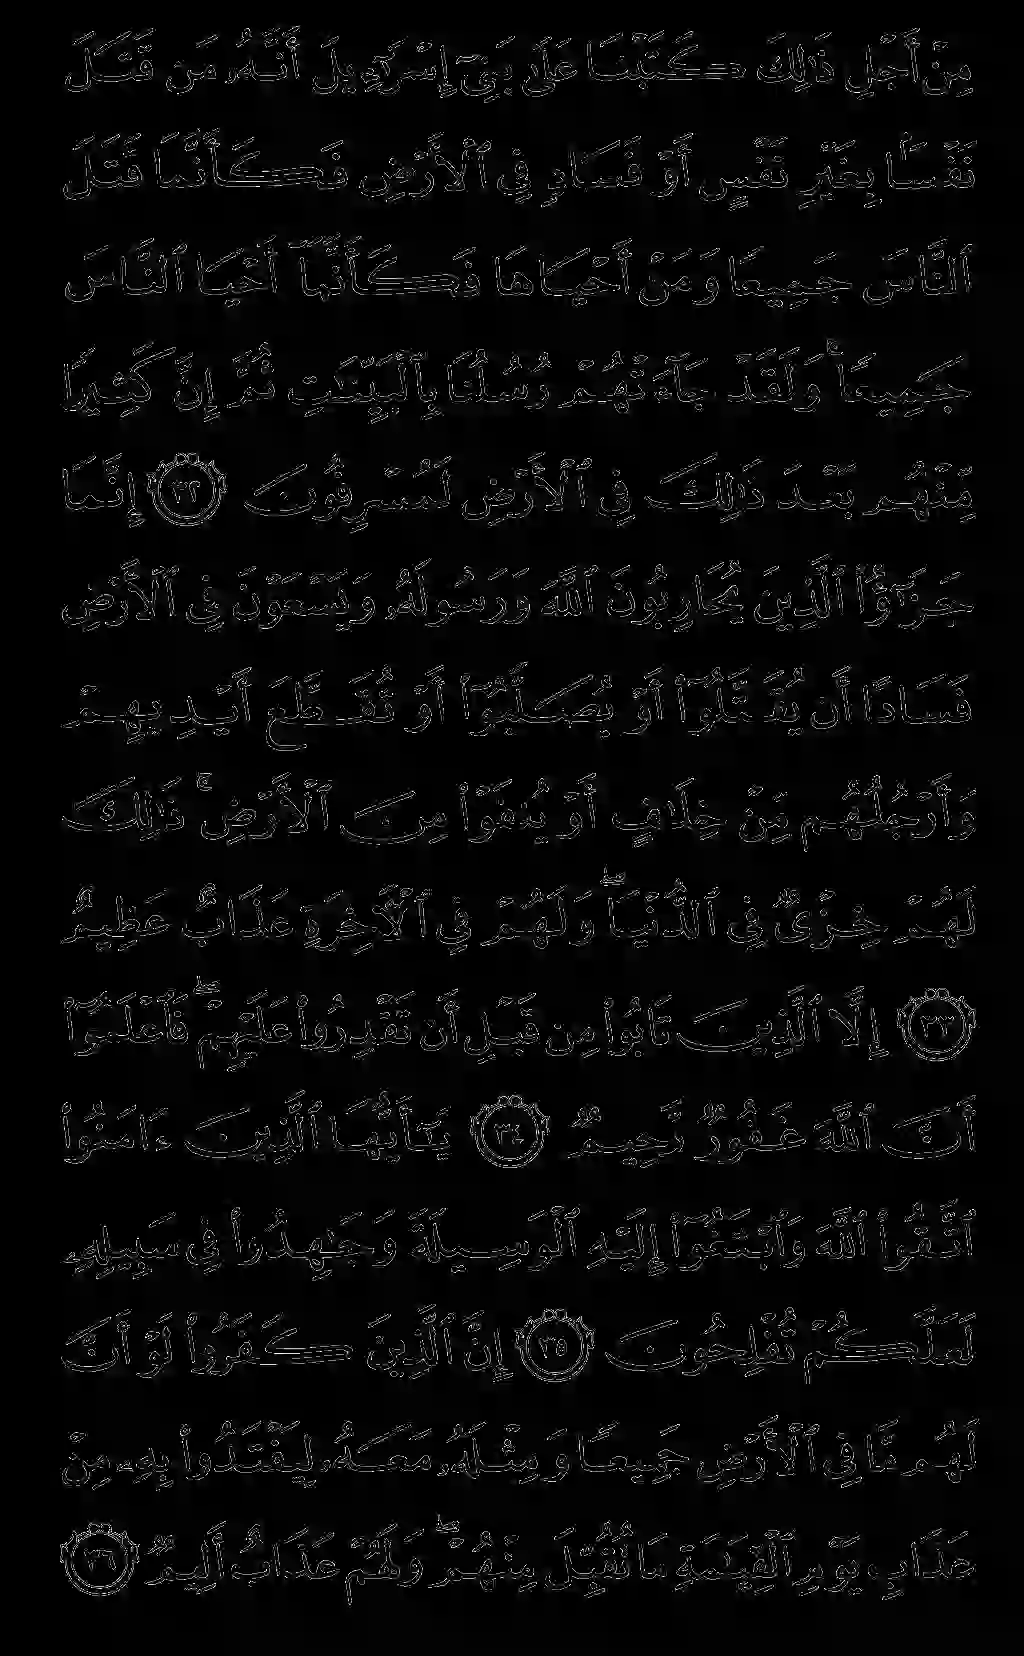 مِنْ أَجْلِ ذَٰلِكَ كَتَبْنَا عَلَىٰ بَنِيٓ إِسْرَٰٓءِيلَ أَنَّهُۥ مَن قَتَلَ
نَفْسًۢا بِغَيْرِ نَفْسٍ أَوْ فَسَادٍ فِي ٱلْأَرْضِ فَكَأَنَّمَا قَتَلَ
ٱلنَّاسَ جَمِيعًا وَمَنْ أَحْيَاهَا فَكَأَنَّمَآ أَحْيَا ٱلنَّاسَ
جَمِيعًاۚ وَلَقَدْ جَآءَتْهُمْ رُسُلُنَا بِٱلْبَيِّنَٰتِ ثُمَّ إِنَّ كَثِيرًا
مِّنْهُم بَعْدَ ذَٰلِكَ فِي ٱلْأَرْضِ لَمُسْرِفُونَ ٣٢ إِنَّمَا
جَزَٰٓؤُا۟ ٱلَّذِينَ يُحَارِبُونَ ٱللَّهَ وَرَسُولَهُۥ وَيَسْعَوْنَ فِي ٱلْأَرْضِ
فَسَادًا أَن يُقَتَّلُوٓا۟ أَوْ يُصَلَّبُوٓا۟ أَوْ تُقَطَّعَ أَيْدِيهِمْ
وَأَرْجُلُهُم مِّنْ خِلَٰفٍ أَوْ يُنفَوْا۟ مِنَ ٱلْأَرْضِۚ ذَٰلِكَ
لَهُمْ خِزْيٌ فِي ٱلدُّنْيَاۖ وَلَهُمْ فِي ٱلْأٓخِرَةِ عَذَابٌ عَظِيمٌ
٣٣ إِلَّا ٱلَّذِينَ تَابُوا۟ مِن قَبْلِ أَن تَقْدِرُوا۟ عَلَيْهِمْۖ فَٱعْلَمُوٓا۟
أَنَّ ٱللَّهَ غَفُورٌ رَّحِيمٌ ٣٤ يَٰٓأَيُّهَا ٱلَّذِينَ ءَامَنُوا۟
ٱتَّقُوا۟ ٱللَّهَ وَٱبْتَغُوٓا۟ إِلَيْهِ ٱلْوَسِيلَةَ وَجَٰهِدُوا۟ فِي سَبِيلِهِۦ
لَعَلَّكُمْ تُفْلِحُونَ ٣٥ إِنَّ ٱلَّذِينَ كَفَرُوا۟ لَوْ أَنَّ
لَهُم مَّا فِي ٱلْأَرْضِ جَمِيعًا وَمِثْلَهُۥ مَعَهُۥ لِيَفْتَدُوا۟ بِهِۦ مِنْ
عَذَابِ يَوْمِ ٱلْقِيَٰمَةِ مَا تُقُبِّلَ مِنْهُمْۖ وَلَهُمْ عَذَابٌ أَلِيمٌ ٣٦